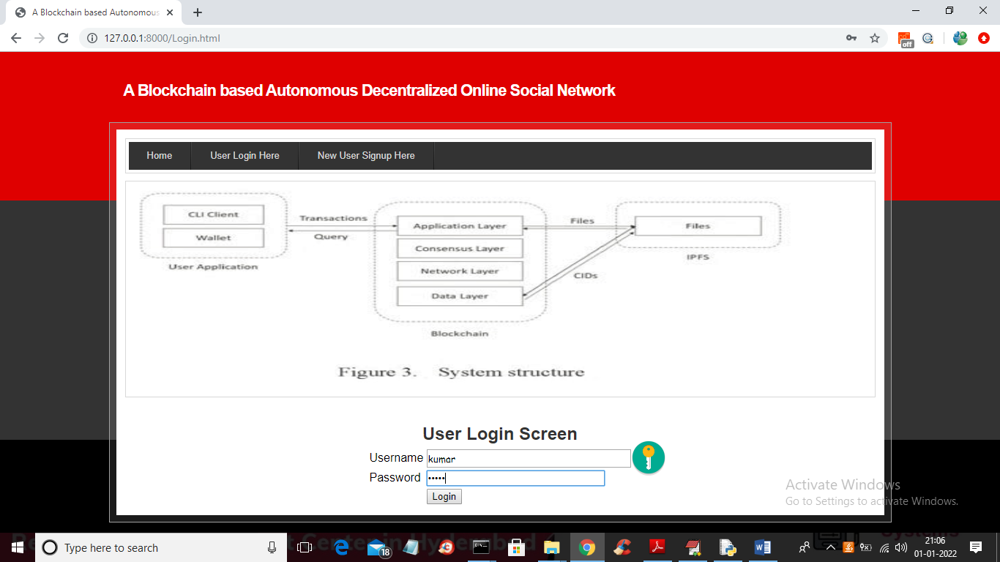 A Blockchain based Autonomous
127.0.0.1:8000/Login.html
off
A Blockchain based Autonomous Decentralized Online Social Network
Home User Login Here New User Signup Here
CLI Client
Wallet
User Application
Transactions
Query
Application Layer
Consensus Layer
Network Layer
Data Layer
Blockchain
Files
CIDs
Files
IPFS
Figure 3. System structure
User Login Screen
Username kumar
Password •••••
Login
Activate Windows
Go to Settings to activate Windows.
Type here to search
18
21:06
01-01-2022